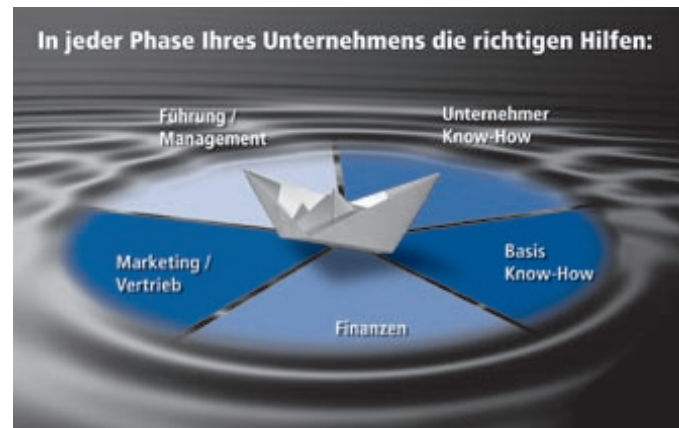 In jeder Phase Ihres Unternehmens die richtigen Hilfen:
Führung /
Management
Unternehmer
Know-How
Marketing /
Vertrieb
Basis
Know-How
Finanzen